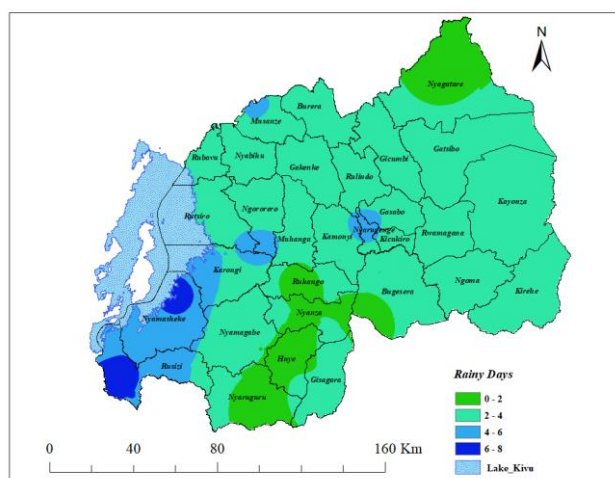 N
Nyagatare
Burera
Musanze
Gatsibo
Rubavu
Nyabihu
Gakenke
Gicumbi
Rulindo
Kayonza
Rutsiro
Ngororero
Gasabo
Nyarugenge
Muhanga
Kamonyi
Kicukiro
Rwamagana
Karongi
Ruhango
Bugesera
Ngoma
Kirehe
Nyamasheke
Nyanza
Nyamagabe
Huye
Rusizi
Gisagara
Nyaruguru
Rainy Days
0 - 2
2 - 4
4 - 6
6 - 8
Lake_Kivu
0 40 80 160 Km